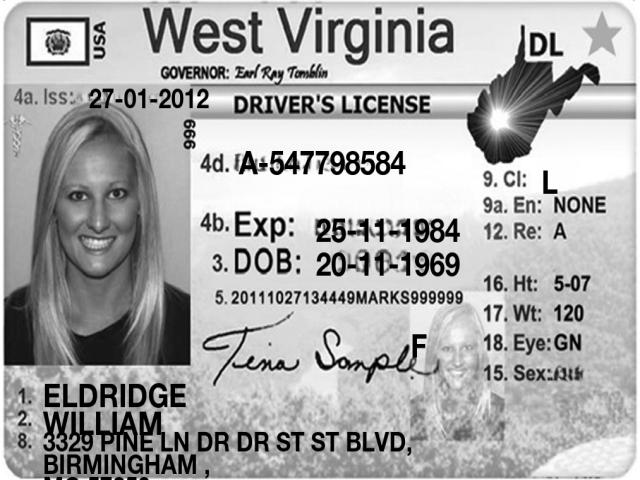 West Virginia
USA
DL
GOVERNOR: Earl Ray Tomblin
4a. Iss: 27-01-2012
DRIVER'S LICENSE
999
4d. A-547798584
9. Cl: L
9a. En: NONE
4b. Exp: 25-11-1984
12. Re: A
3. DOB: 20-11-1969
16. Ht: 5-07
5. 20111027134449MARKS999999
17. Wt: 120
Tina Sample
F
18. Eye: GN
15. Sex:
1. ELDRIDGE
2. WILLIAM
8. 3329 PINE LN DR DR ST ST BLVD,
BIRMINGHAM ,